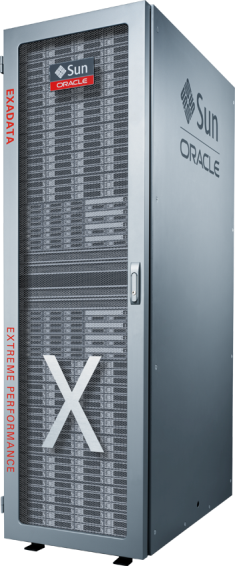 Sun
ORACLE
EXADATA
EXTREME PERFORMANCE
X
Sun
ORACLE